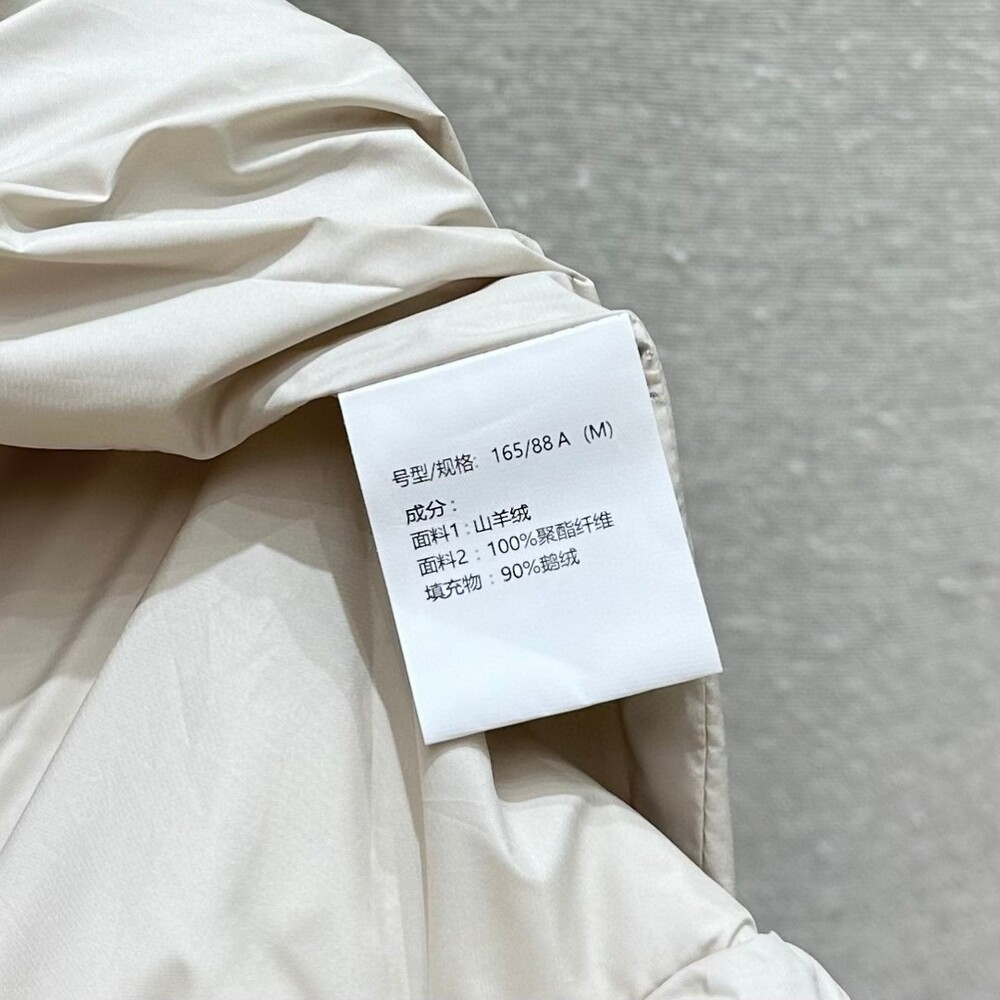 号型/规格: 165/88A (M)
成分:
面料1:山羊绒
面料2:100%聚酯纤维
填充物:90%鹅绒